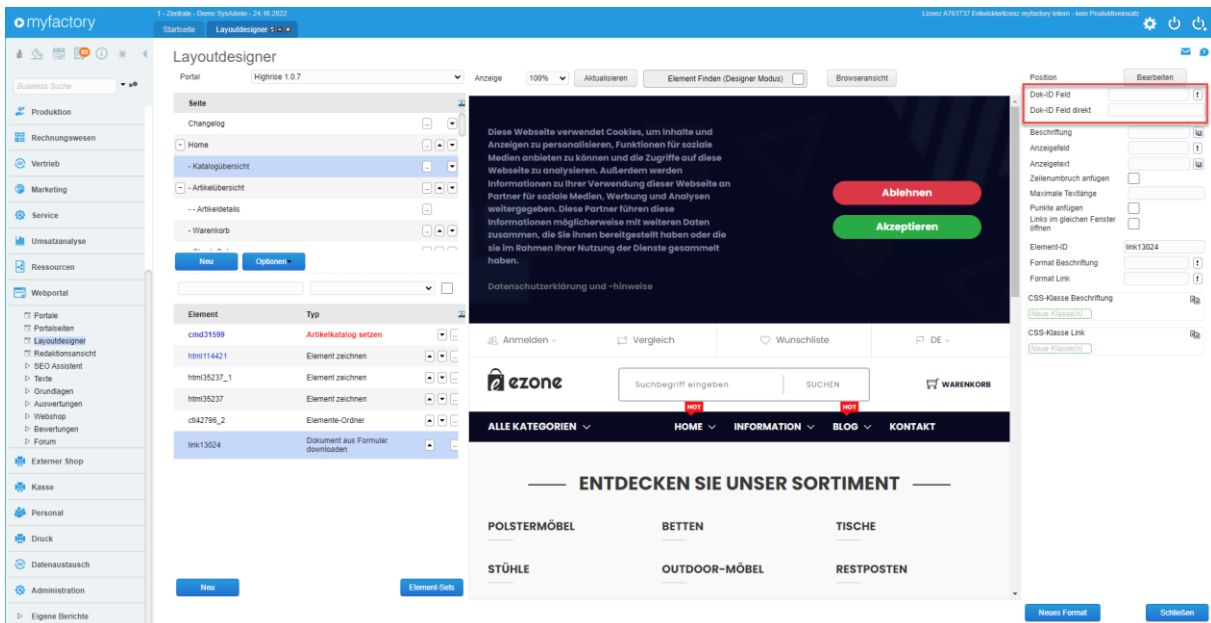 myfactory
1 - Zentrale - Demo SysAdmin - 24.10.2022
Lizenz A761737 Entwicklerlizenz myfactory Intern - kein Produktiveinsatz
Startseite
Layoutdesigner
Business Suche
Produktion
Rechnungswesen
Vertrieb
Marketing
Service
Umsatzanalyse
Ressourcen
Webportal
Portale
Portalseiten
Layoutdesigner
Redaktionsansicht
SEO Assistent
Texte
Grundlagen
Auswertungen
Webshop
Bewertungen
Forum
Externer Shop
Kasse
Personal
Druck
Datenaustausch
Administration
Eigene Berichte
Layoutdesigner
Portal
Highrise 1.0.7
Anzeige
100%
Aktualisieren
Element Finden (Designer Modus)
Browseransicht
Seite
Changelog
Home
- Katalogübersicht
- Artikelübersicht
- - Artikeldetails
- Warenkorb
Neu
Optionen
Element Typ
cmd31599 Artikelkatalog setzen
html114421 Element zeichnen
html35237_1 Element zeichnen
html35237 Element zeichnen
ctl42796_2 Elemente-Ordner
link13024 Dokument aus Formular
downloaden
Neu
Element-Sets
Diese Webseite verwendet Cookies, um Inhalte und
Anzeigen zu personalisieren, Funktionen für soziale
Medien anbieten zu können und die Zugriffe auf diese
Webseite zu analysieren. Außerdem werden
Informationen zu Ihrer Verwendung dieser Webseite an
Partner für soziale Medien, Werbung und Analysen
weitergegeben. Diese Partner führen diese
Informationen möglicherweise mit weiteren Daten
zusammen, die Sie ihnen bereitgestellt haben oder die
sie im Rahmen Ihrer Nutzung der Dienste gesammelt
haben.
Datenschutzerklärung und -hinweise
Ablehnen
Akzeptieren
Anmelden
Vergleich
Wunschliste
DE
ezone
Suchbegriff eingeben
SUCHEN
WARENKORB
HOT
HOT
ALLE KATEGORIEN
HOME
INFORMATION
BLOG
KONTAKT
ENTDECKEN SIE UNSER SORTIMENT
POLSTERMÖBEL
BETTEN
TISCHE
STÜHLE
OUTDOOR-MÖBEL
RESTPOSTEN
Position
Bearbeiten
Dok-ID Feld
Dok-ID Feld direkt
Beschriftung
Anzeigefeld
Anzeigetext
Zeilenumbruch anfügen
Maximale Textlänge
Punkte anfügen
Links im gleichen Fenster
öffnen
Element-ID link13024
Format Beschriftung
Format Link
CSS-Klasse Beschriftung
(Neue Klasse(n))
CSS-Klasse Link
(Neue Klasse(n))
Neues Format
Schließen